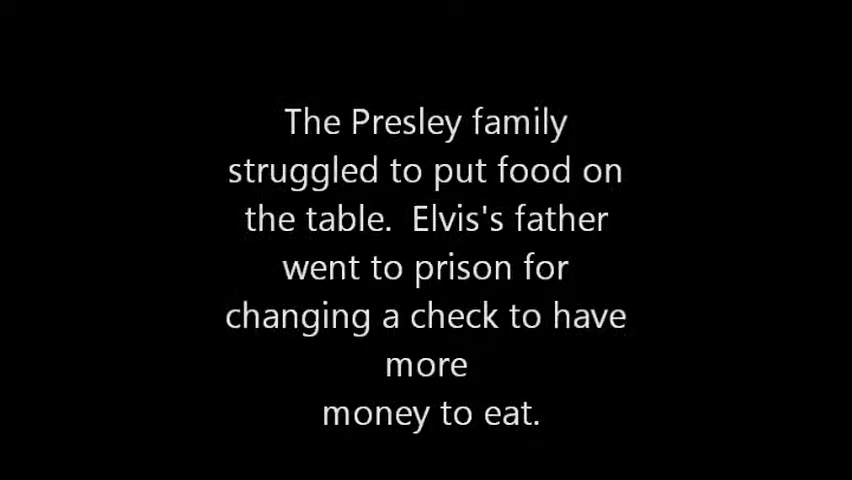 The Presley family
struggled to put food on
the table.  Elvis's father
went to prison for
changing a check to have
more
money to eat.